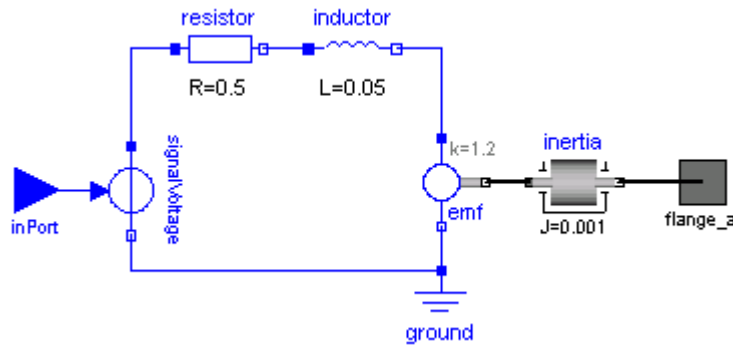 resistor
inductor
R=0.5
L=0.05
signalVoltage
k=1.2
inertia
inPort
emf
J=0.001
flange_a
ground